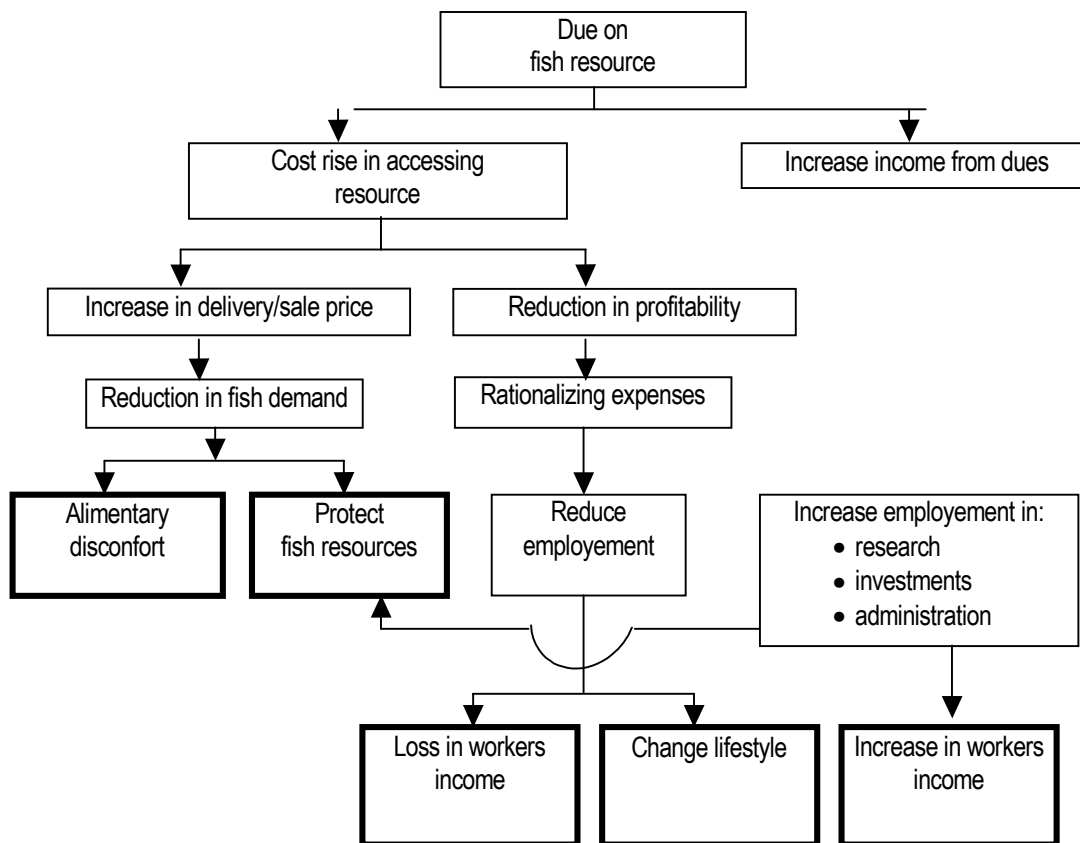 Due on
fish resource
Cost rise in accessing
resource
Increase income from dues
Increase in delivery/sale price
Reduction in profitability
Reduction in fish demand
Rationalizing expenses
Alimentary
disconfort
Protect
fish resources
Reduce
employement
Increase employement in:
• research
• investments
• administration
Loss in workers
income
Change lifestyle
Increase in workers
income